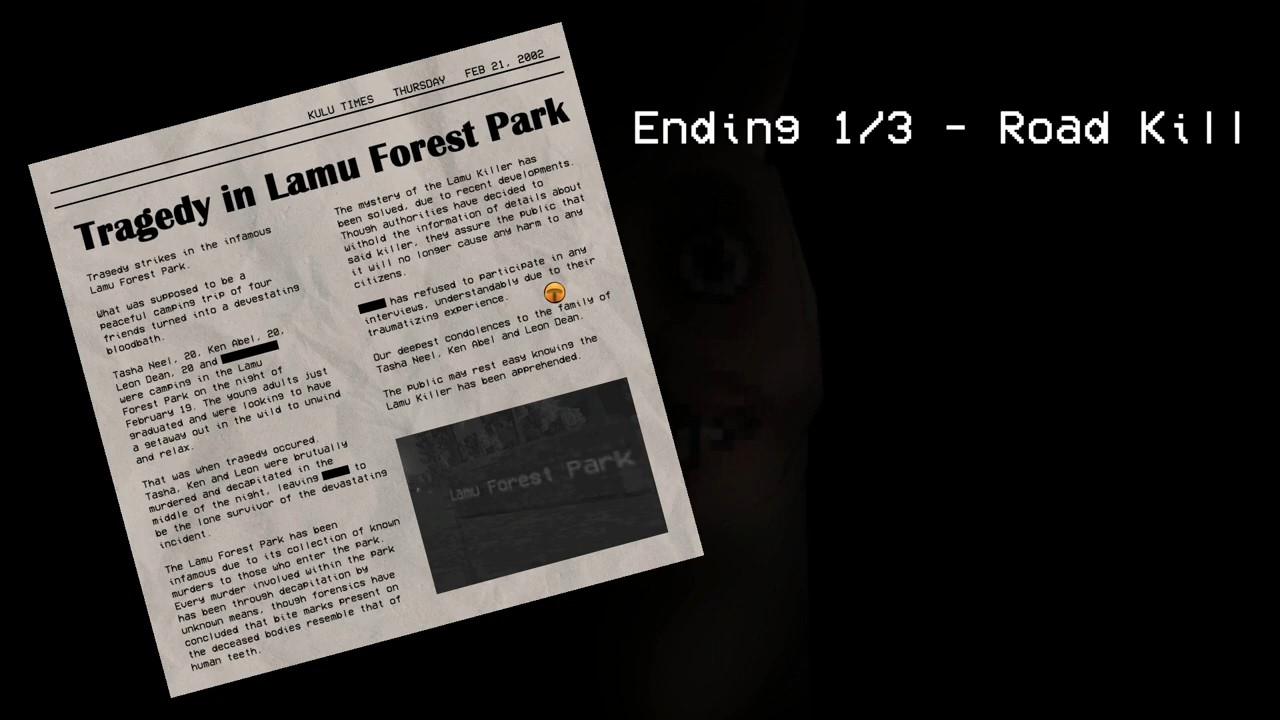 KULU TIMES THURSDAY FEB 21, 2002
Tragedy in Lamu Forest Park
Tragedy strikes in the infamous
Lamu Forest Park.
What was supposed to be a
peaceful camping trip of four
friends turned into a devastating
bloodbath.
Tasha Neel, 20, Ken Abel, 20,
Leon Dean, 20 and
were camping in the Lamu
Forest Park on the night of
February 19. The young adults just
graduated and were looking to have
a getaway out in the wild to unwind
and relax.
That was when tragedy occured.
Tasha, Ken and Leon were brutually
murdered and decapitated in the
middle of the night, leaving to
be the lone survivor of the devastating
incident.
The Lamu Forest Park has been
infamous due to its collection of known
murders to those who enter the park.
Every murder involved within the park
has been through decapitation by
unknown means, though forensics have
concluded that bite marks present on
the deceased bodies resemble that of
human teeth.
The mystery of the Lamu Killer has
been solved, due to recent developments.
Though authorities have decided to
withold the information of details about
said killer, they assure the public that
it will no longer cause any harm to any
citizens.
has refused to participate in any
interviews, understandably due to their
traumatizing experience.
Our deepest condolences to the family of
Tasha Neel, Ken Abel and Leon Dean.
The public may rest easy knowing the
Lamu Killer has been apprehended.
Lamu Forest Park
Ending 1/3 - Road Kill